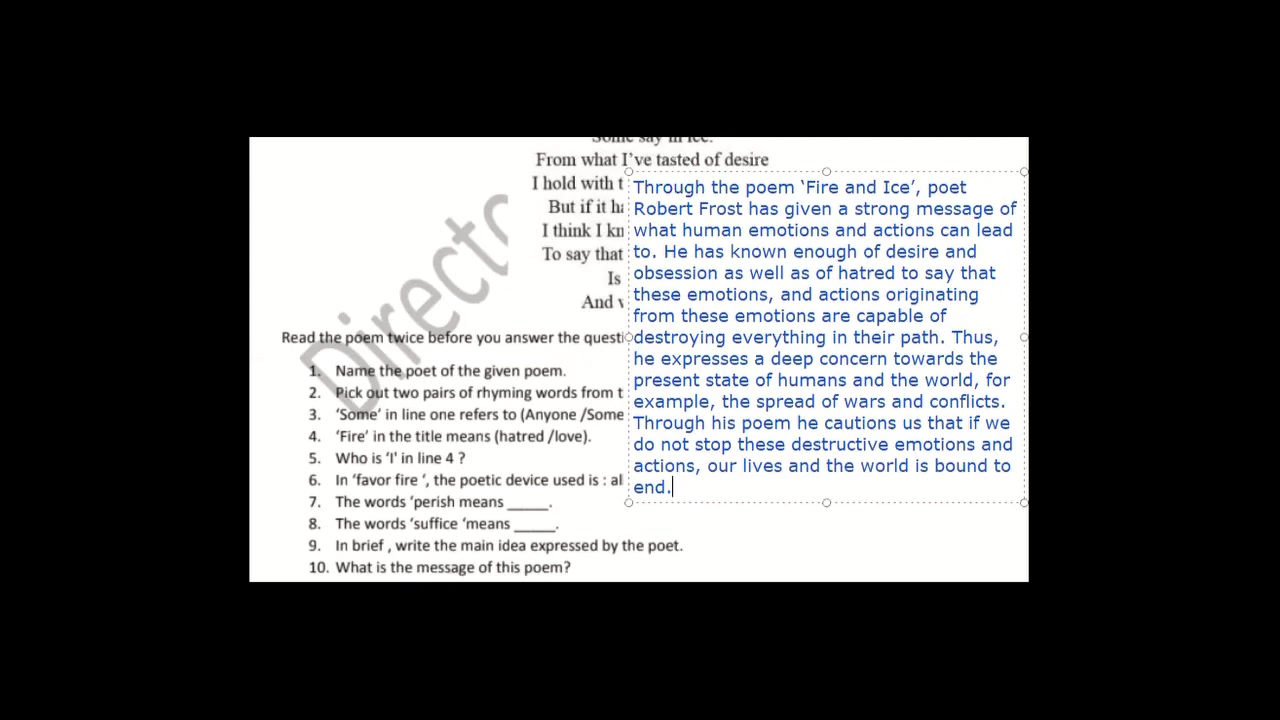 Some say in ice.
From what I’ve tasted of desire
I hold with t
But if it ha
I think I kn
To say that
Is
And v
Through the poem ‘Fire and Ice’, poet
Robert Frost has given a strong message of
what human emotions and actions can lead
to. He has known enough of desire and
obsession as well as of hatred to say that
these emotions, and actions originating
from these emotions are capable of
destroying everything in their path. Thus,
he expresses a deep concern towards the
present state of humans and the world, for
example, the spread of wars and conflicts.
Through his poem he cautions us that if we
do not stop these destructive emotions and
actions, our lives and the world is bound to
end.
Read the poem twice before you answer the questi
1. Name the poet of the given poem.
2. Pick out two pairs of rhyming words from t
3. ‘Some’ in line one refers to (Anyone /Some
4. ‘Fire’ in the title means (hatred /love).
5. Who is ‘I’ in line 4 ?
6. In ‘favor fire ‘, the poetic device used is : al
7. The words ‘perish means _____.
8. The words ‘suffice ‘means _____.
9. In brief , write the main idea expressed by the poet.
10. What is the message of this poem?
Direct